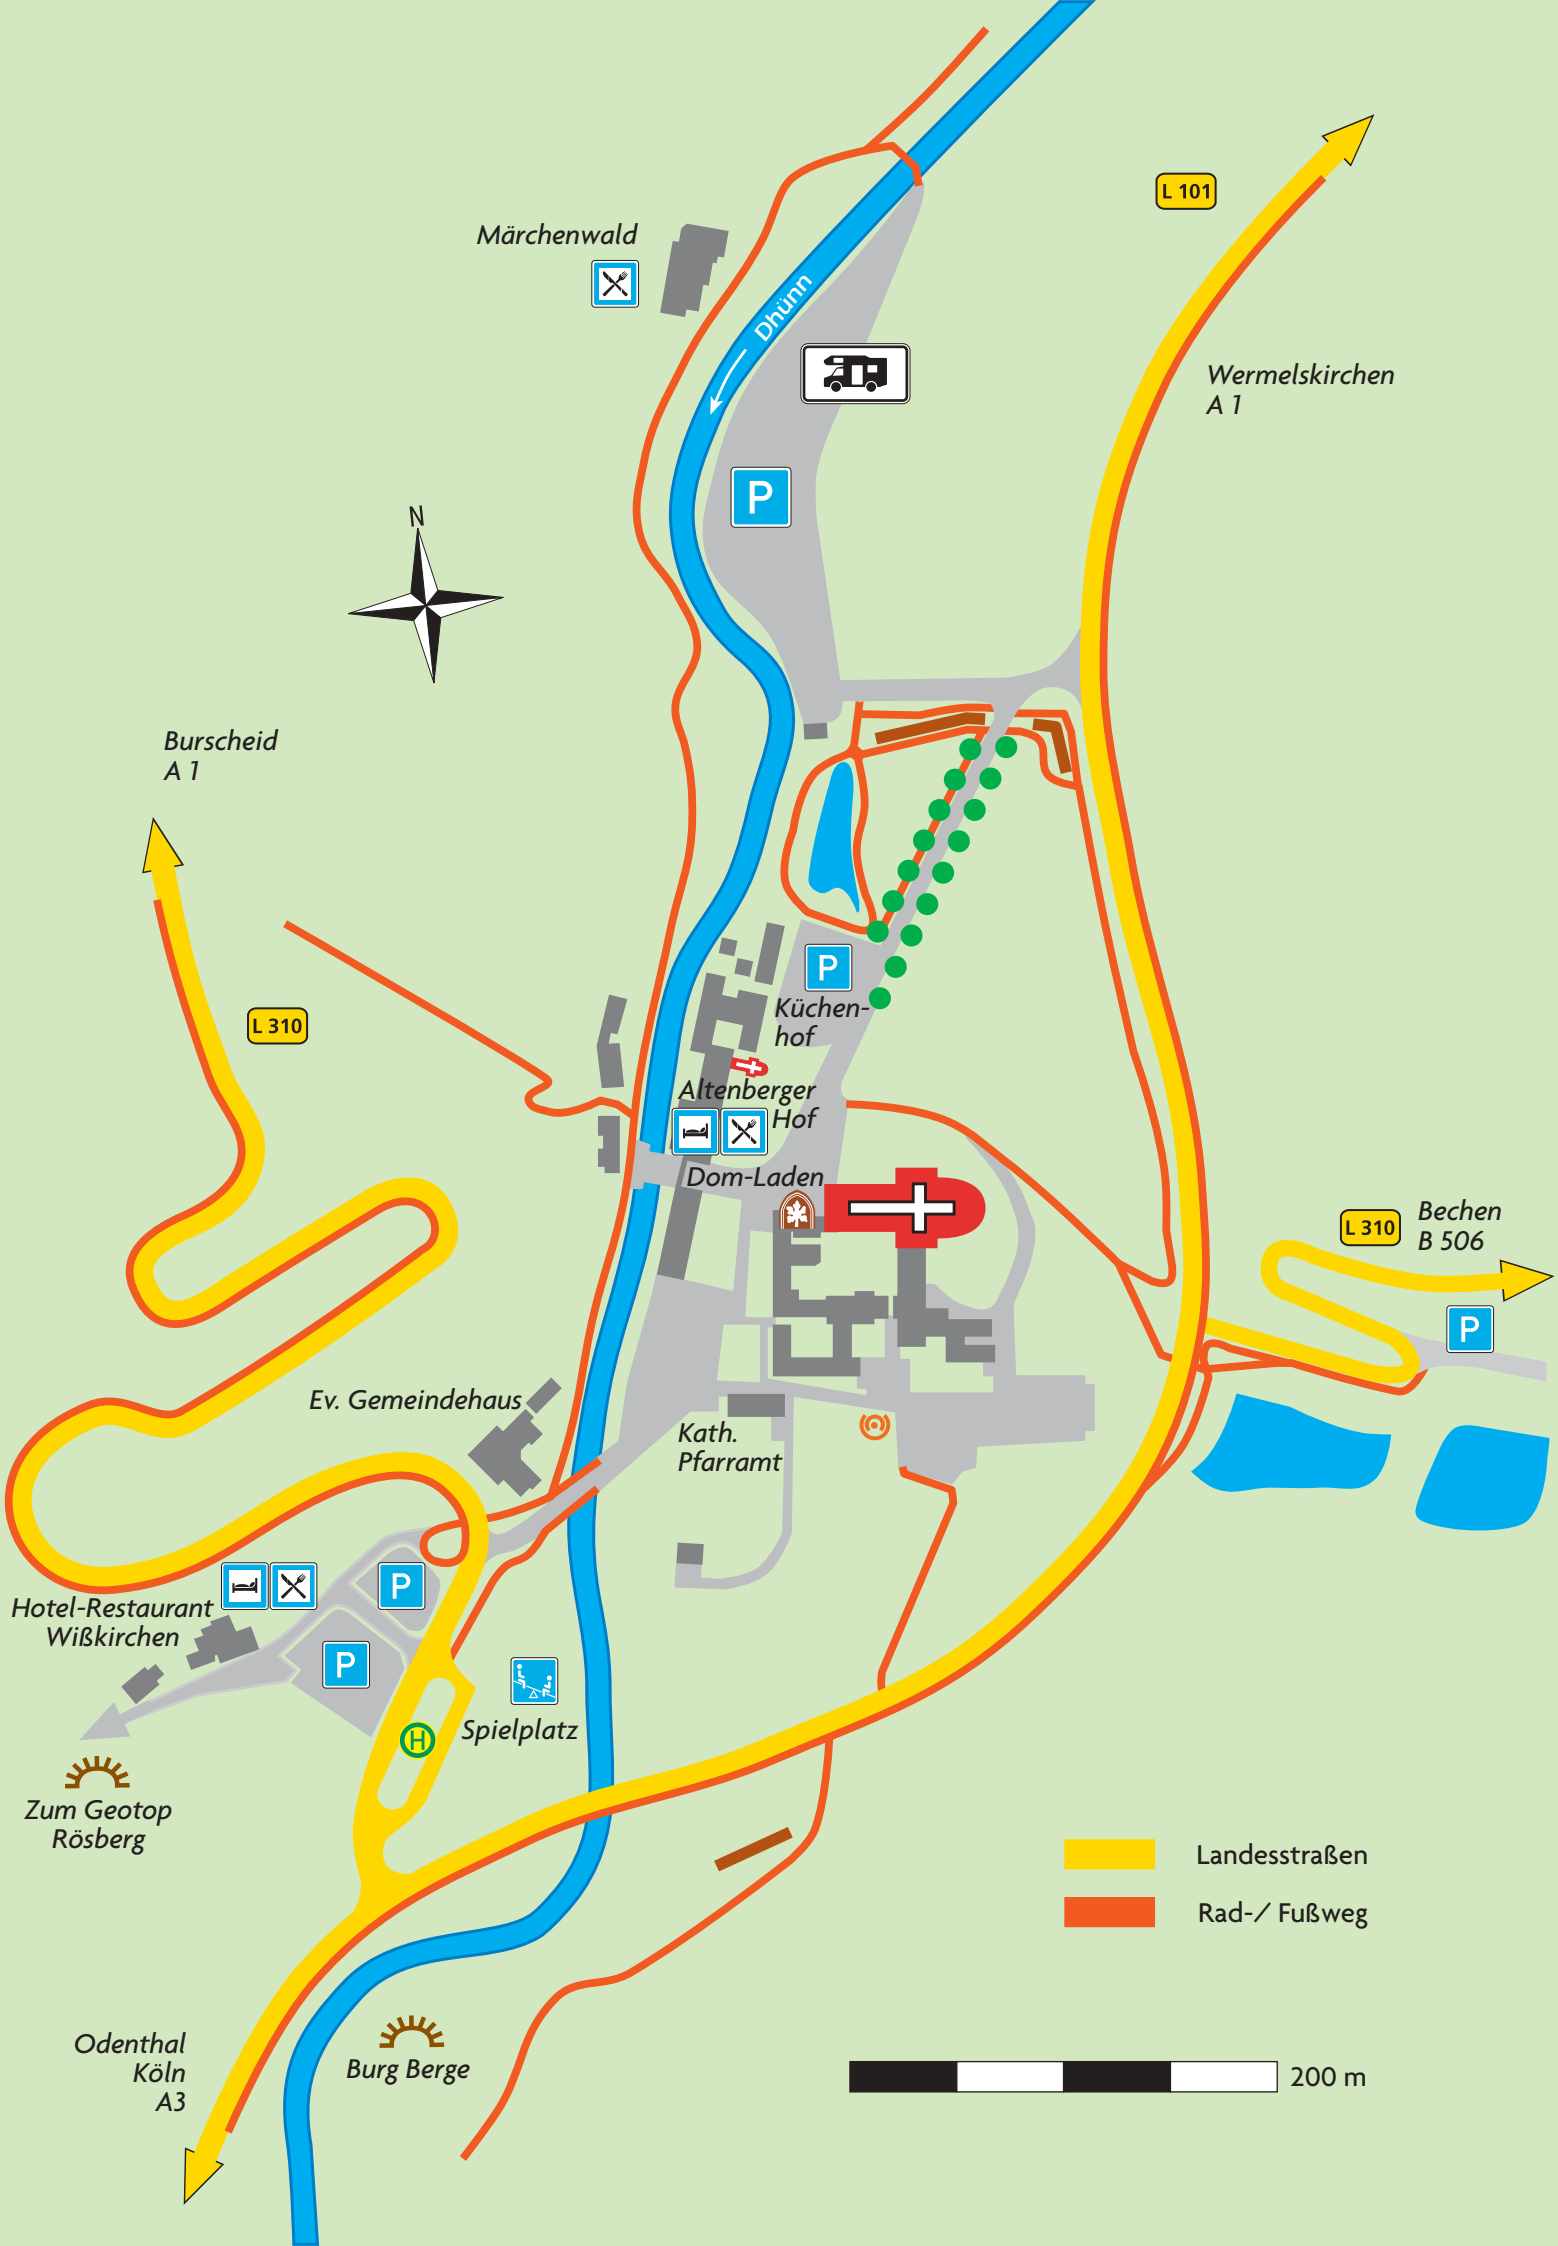 L 101
Märchenwald
Dhünn
Wermelskirchen
A 1
P
N
Burscheid
A 1
P
Küchen-
hof
L 310
Altenberger
Hof
Dom-Laden
Bechen
B 506
L 310
P
Ev. Gemeindehaus
Kath.
Pfarramt
P
Hotel-Restaurant
Wißkirchen
P
H
Spielplatz
Zum Geotop
Rösberg
Landesstraßen
Rad-/ Fußweg
Odenthal
Köln
A3
Burg Berge
200 m